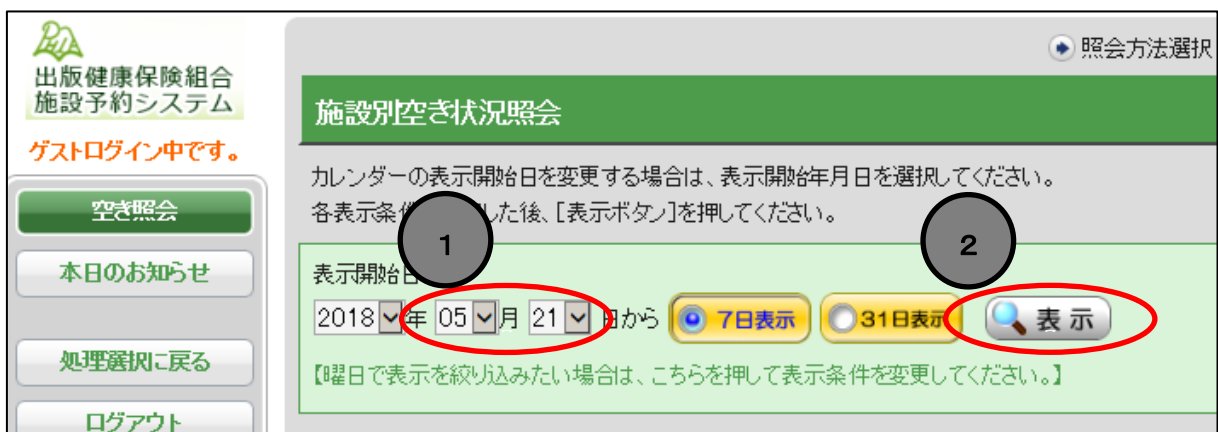 出版健康保険組合
施設予約システム
ゲストログイン中です。
空き照会
本日のお知らせ
処理選択に戻る
ログアウト
照会方法選択
施設別空き状況照会
カレンダーの表示開始日を変更する場合は、表示開始年月日を選択してください。
各表示条件 した後、[表示ボタン]を押してください。
1
2
表示開始日
2018 年 05 月 21 日から 7日表示 31日表示 表示
【曜日で表示を絞り込みたい場合は、こちらを押して表示条件を変更してください。】